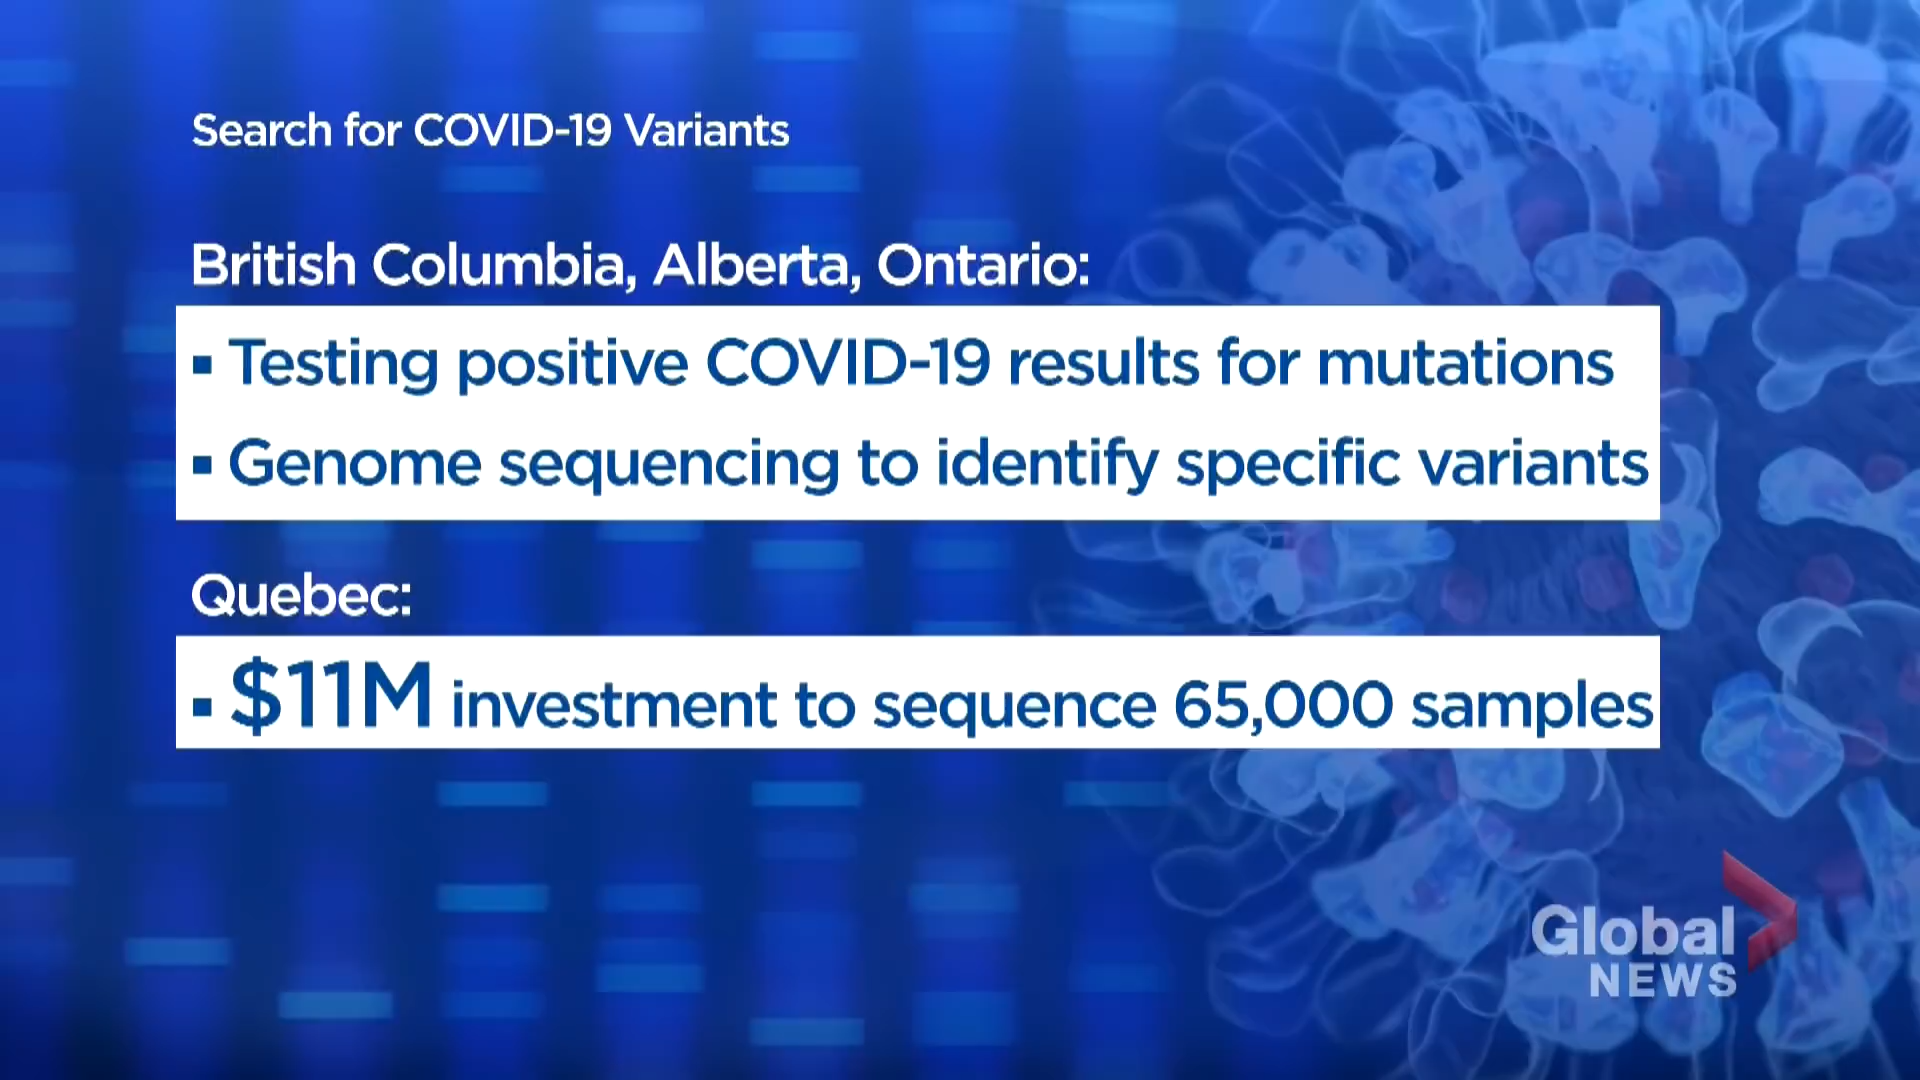 Search for COVID-19 Variants
British Columbia, Alberta, Ontario:
▪ Testing positive COVID-19 results for mutations
▪ Genome sequencing to identify specific variants
Quebec:
▪ $11M investment to sequence 65,000 samples
Global
NEWS